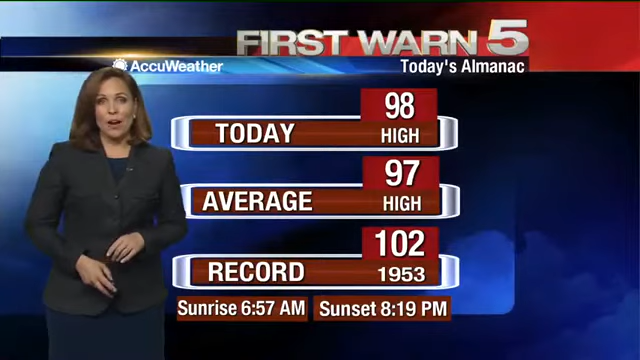 FIRST WARN 5
AccuWeather
Today's Almanac
98
TODAY
HIGH
97
AVERAGE
HIGH
102
RECORD
1953
Sunrise 6:57 AM
Sunset 8:19 PM